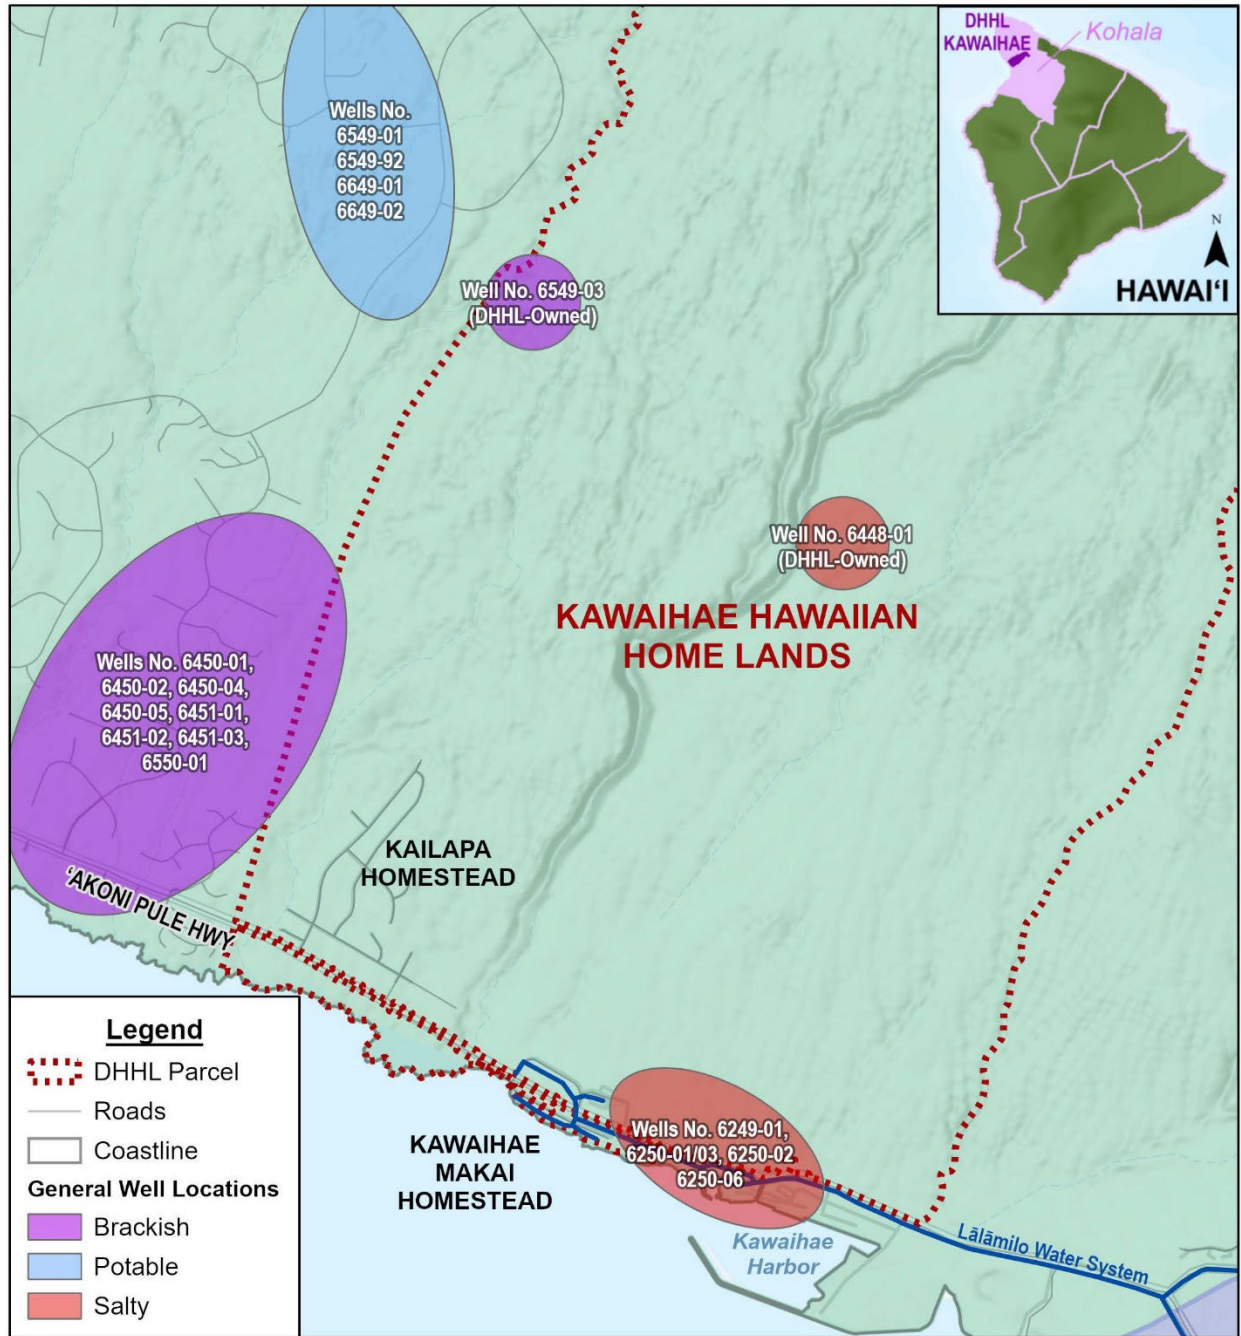 DHHL
KAWAIHAE
Kohala
N
HAWAI‘I
Wells No.
6549-01
6549-92
6649-01
6649-02
Well No. 6549-03
(DHHL-Owned)
Well No. 6448-01
(DHHL-Owned)
KAWAIHAE HAWAIIAN
HOME LANDS
Wells No. 6450-01,
6450-02, 6450-04,
6450-05, 6451-01,
6451-02, 6451-03,
6550-01
KAILAPA
HOMESTEAD
‘AKONI PULE HWY
Legend
DHHL Parcel
Roads
Coastline
General Well Locations
Brackish
Potable
Salty
KAWAIHAE
MAKAI
HOMESTEAD
Wells No. 6249-01,
6250-01/03, 6250-02
6250-06
Kawaihae
Harbor
Lālāmilo Water System